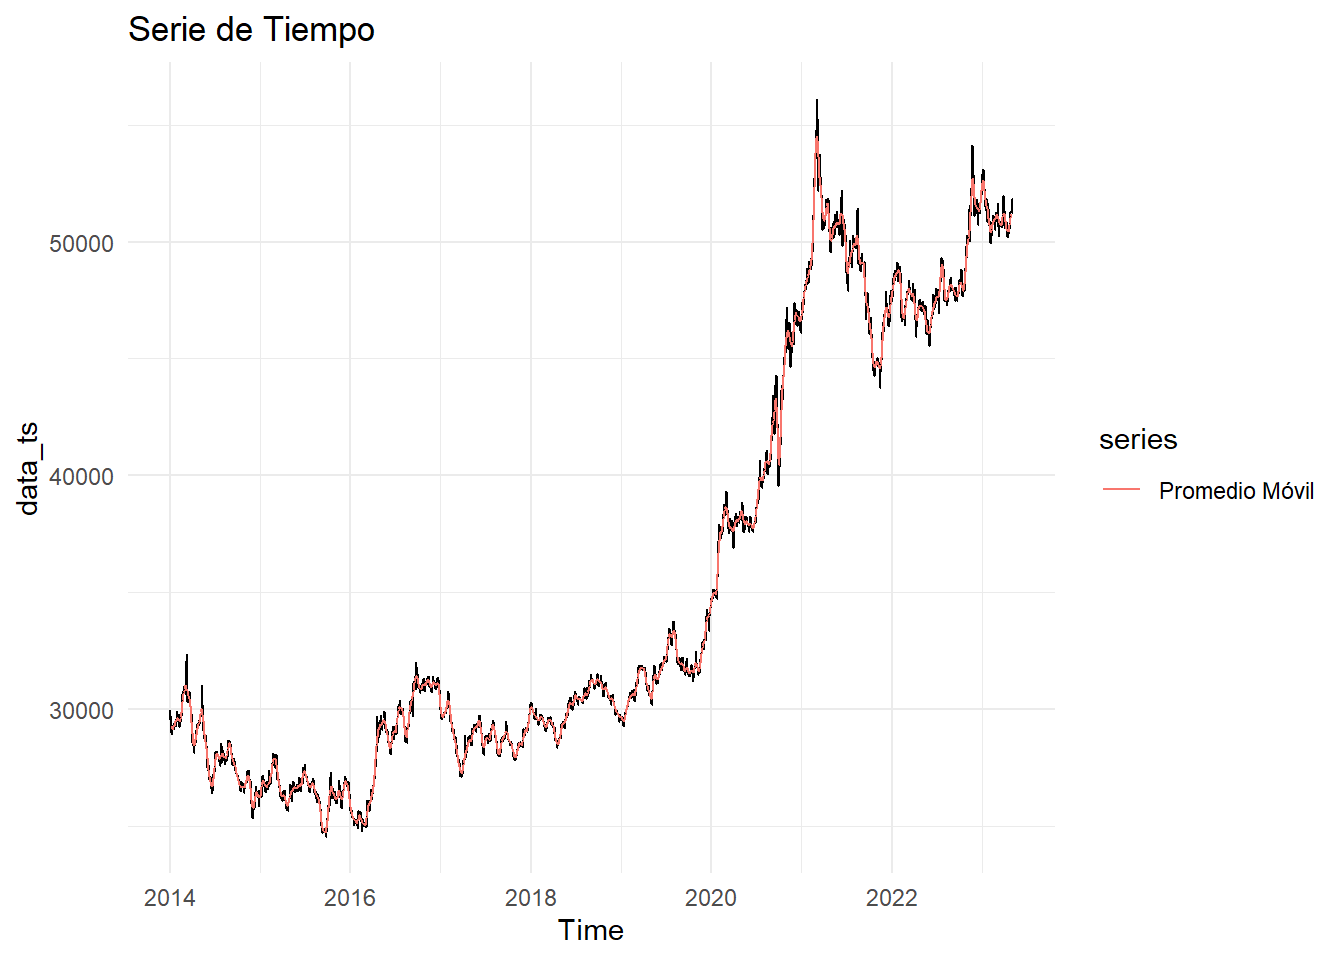 Serie de Tiempo
50000
40000
30000
data_ts
2014 2016 2018 2020 2022
Time
series
Promedio Móvil